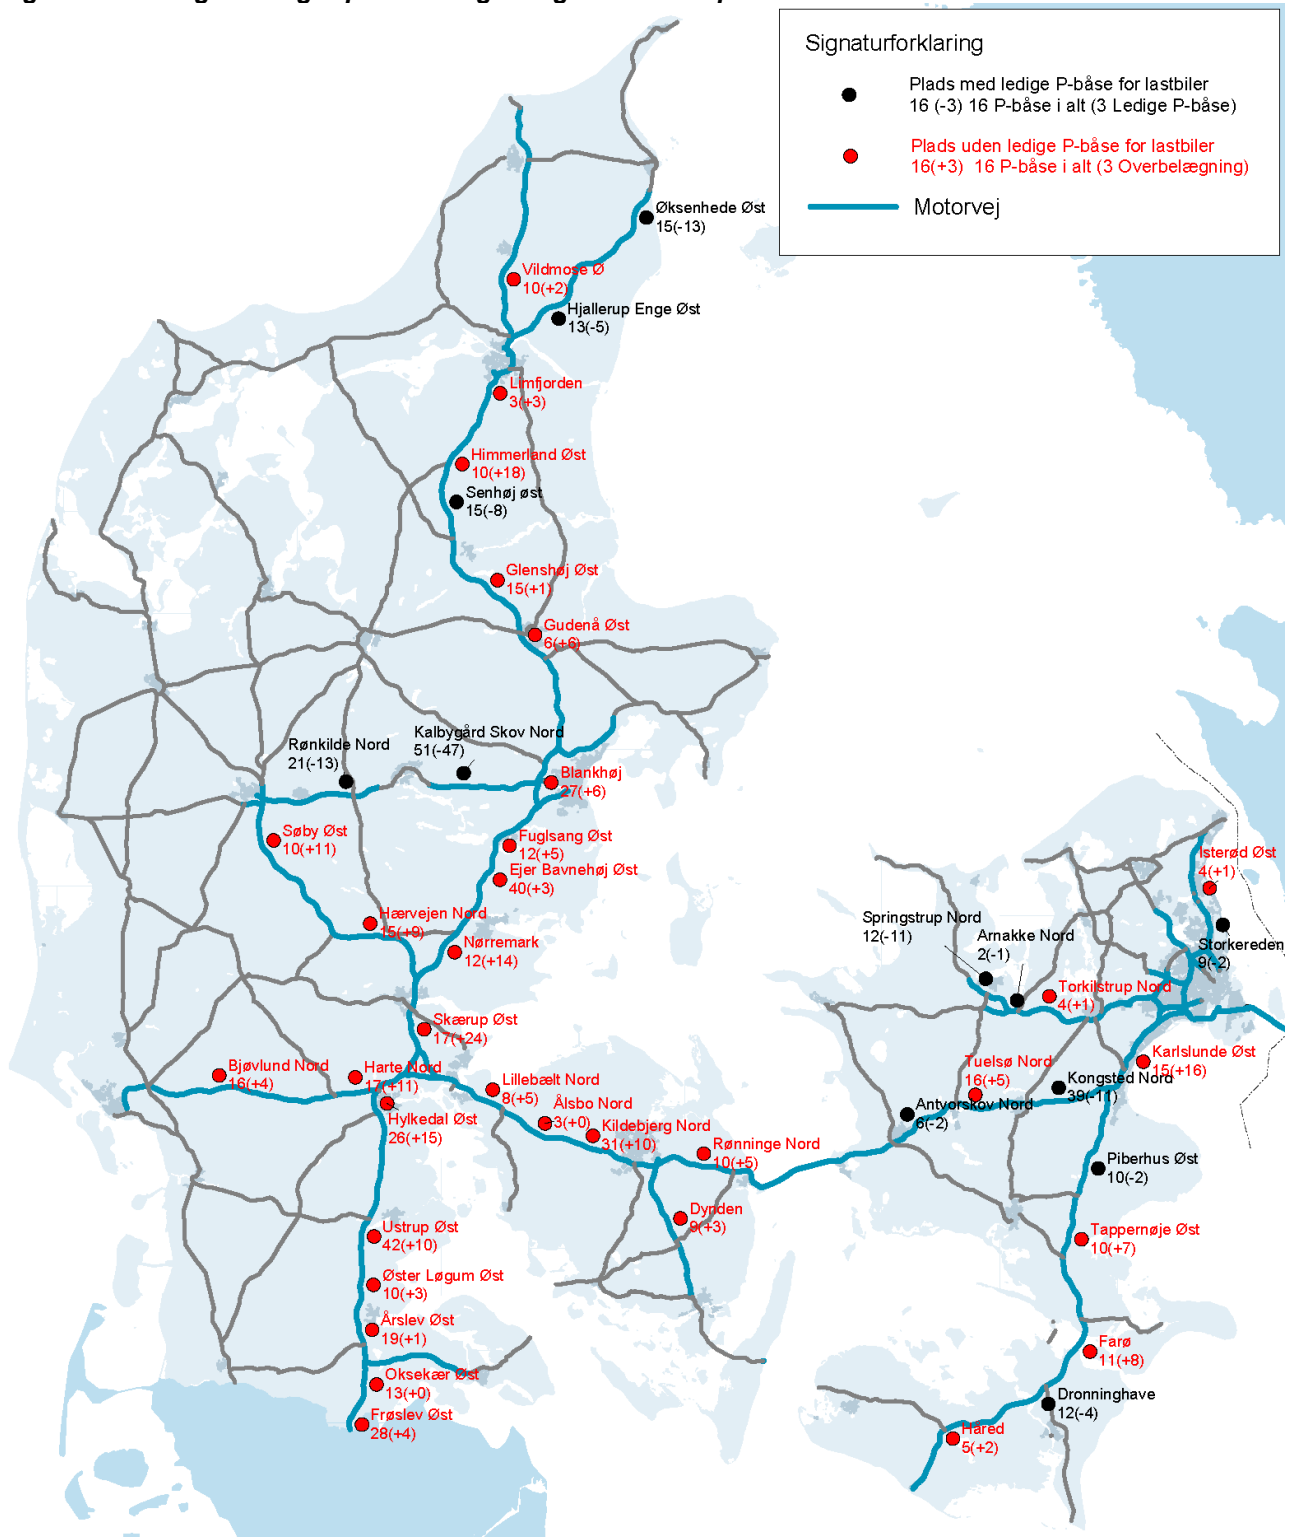 Signaturforklaring
Plads med ledige P-båse for lastbiler
16 (-3) 16 P-båse i alt (3 Ledige P-båse)
Plads uden ledige P-båse for lastbiler
16(+3) 16 P-båse i alt (3 Overbelægning)
Motorvej
Øksenhede Øst
15(-13)
Vildmose Ø
10(+2)
Hjallerup Enge Øst
13(-5)
Limfjorden
3(+3)
Himmerland Øst
10(+18)
Senhøj øst
15(-8)
Glenshøj Øst
15(+1)
Gudenå Øst
6(+6)
Kalbygård Skov Nord
51(-47)
Rønkilde Nord
21(-13)
Blankhøj
27(+6)
Søby Øst
10(+11)
Fuglsang Øst
12(+5)
Ejer Bavnehøj Øst
40(+3)
Isterød Øst
4(+1)
Hærvejen Nord
15(+9)
Springstrup Nord
12(-11)
Arnakke Nord
2(-1)
Storkereden
9(-2)
Nørremark
12(+14)
Torkilstrup Nord
4(+1)
Skærup Øst
17(+24)
Bjøvlund Nord
16(+4)
Harte Nord
17(+11)
Lillebælt Nord
8(+5)
Tuelsø Nord
16(+5)
Karlslunde Øst
15(+16)
Kongsted Nord
39(-11)
Antvorskov Nord
6(-2)
Ålsbo Nord
3(+0)
Hylkedal Øst
26(+15)
Kildebjerg Nord
31(+10)
Rønninge Nord
10(+5)
Piberhus Øst
10(-2)
Dynden
9(+3)
Ustrup Øst
42(+10)
Tappernøje Øst
10(+7)
Øster Løgum Øst
10(+3)
Årslev Øst
19(+1)
Farø
11(+8)
Oksekær Øst
13(+0)
Dronninghave
12(-4)
Frøslev Øst
28(+4)
Håred
5(+2)